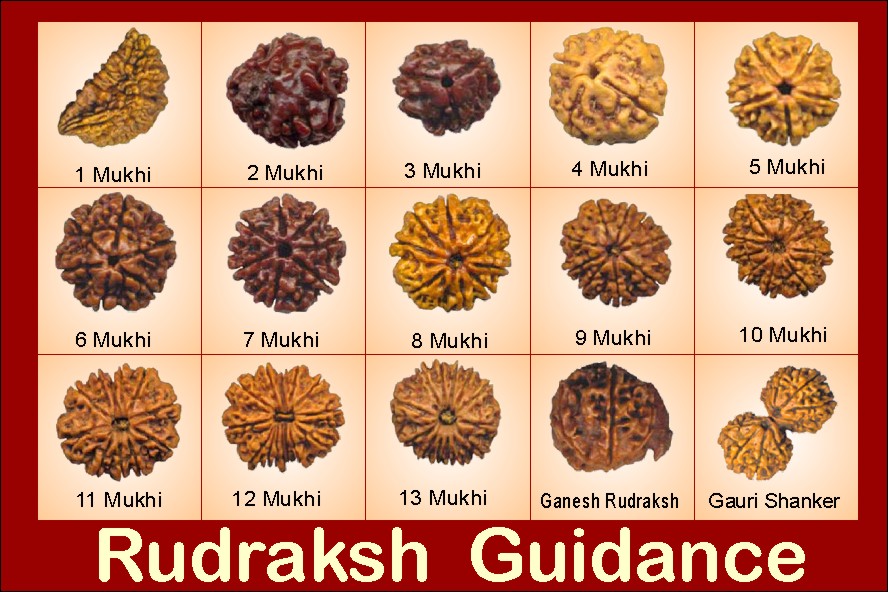 1 Mukhi
2 Mukhi
3 Mukhi
4 Mukhi
5 Mukhi
6 Mukhi
7 Mukhi
8 Mukhi
9 Mukhi
10 Mukhi
11 Mukhi
12 Mukhi
13 Mukhi
Ganesh Rudraksh
Gauri Shanker
Rudraksh Guidance